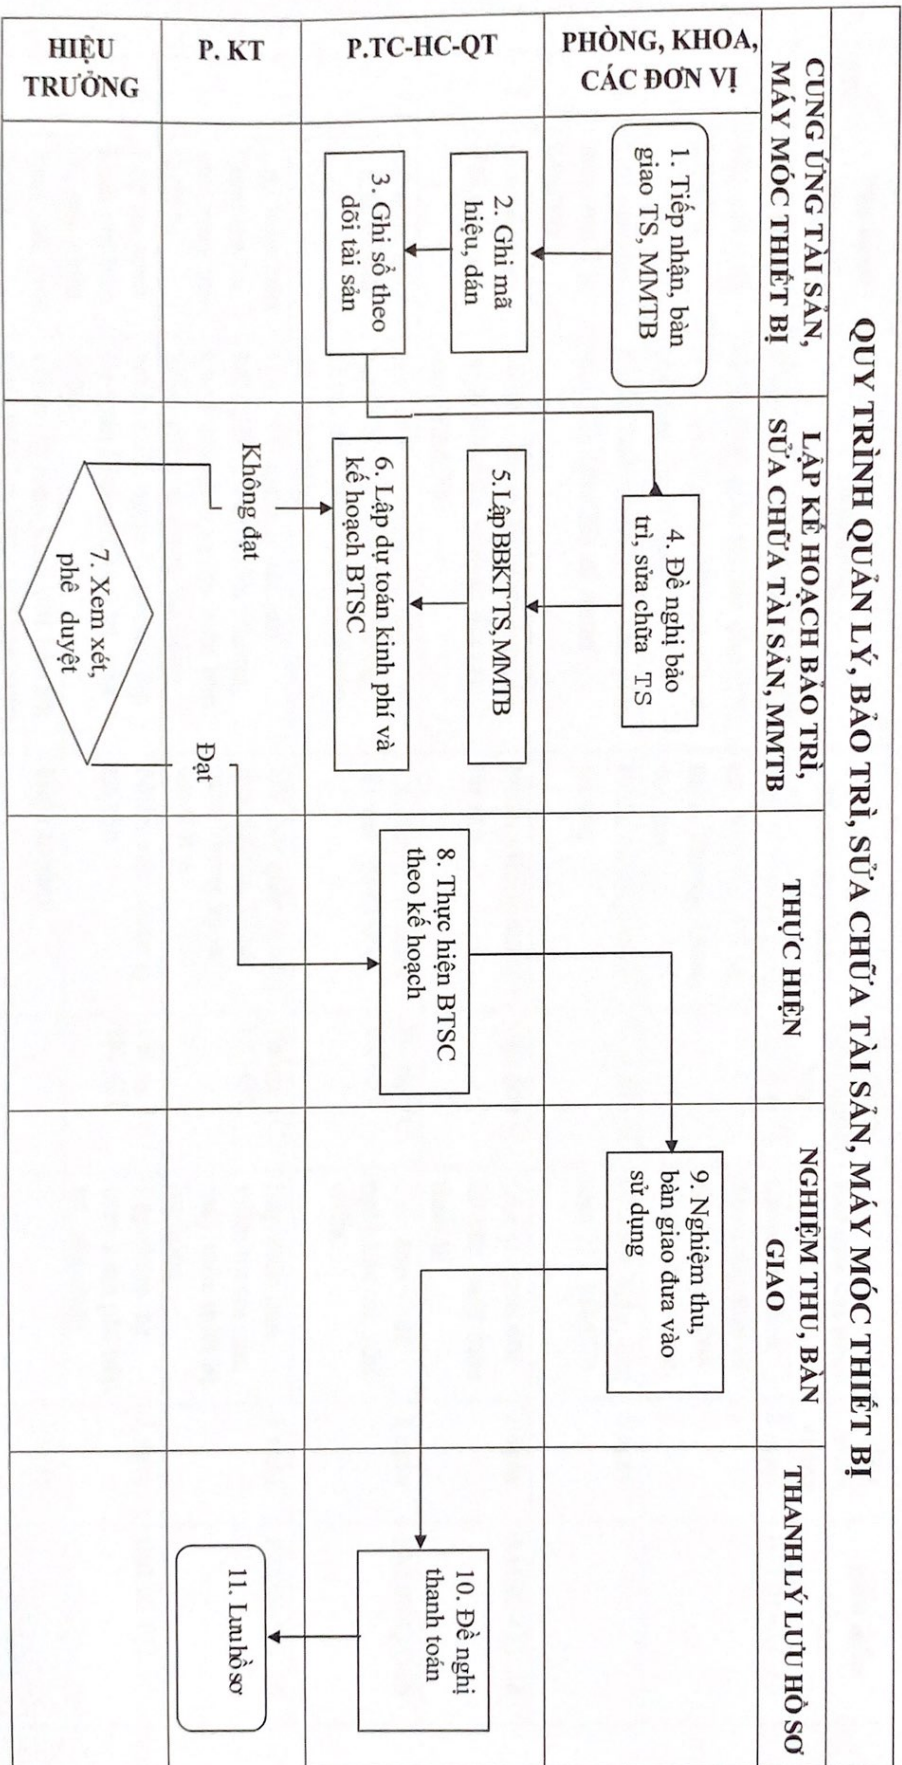 QUY TRÌNH QUẢN LÝ, BẢO TRÌ, SỬA CHỮA TÀI SẢN, MÁY MÓC THIẾT BỊ
CUNG ỨNG TÀI SẢN,
MÁY MÓC THIẾT BỊ
LẬP KẾ HOẠCH BẢO TRÌ,
SỬA CHỮA TÀI SẢN, MMTB
THỰC HIỆN
NGHIỆM THU, BÀN
GIAO
THANH LÝ LƯU HỒ SƠ
PHÒNG, KHOA,
CÁC ĐƠN VỊ
1. Tiếp nhận, bàn
giao TS, MMTB
4. Đề nghị bảo
trì, sửa chữa TS
9. Nghiệm thu,
bàn giao đưa vào
sử dụng
P.TC-HC-QT
2. Ghi mã
hiệu, dán
3. Ghi sổ theo
dõi tài sản
5. Lập BBKT TS, MMTB
6. Lập dự toán kinh phí và
kế hoạch BTSC
8. Thực hiện BTSC
theo kế hoạch
10. Đề nghị
thanh toán
P. KT
Không đạt
Đạt
11. Lưu hồ sơ
HIỆU
TRƯỞNG
7. Xem xét,
phê duyệt